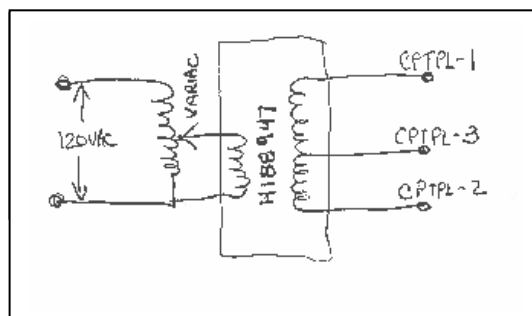 CPTPL-1
VARIAC
120VAC
H188947
CPTPL-3
CPTPL-2